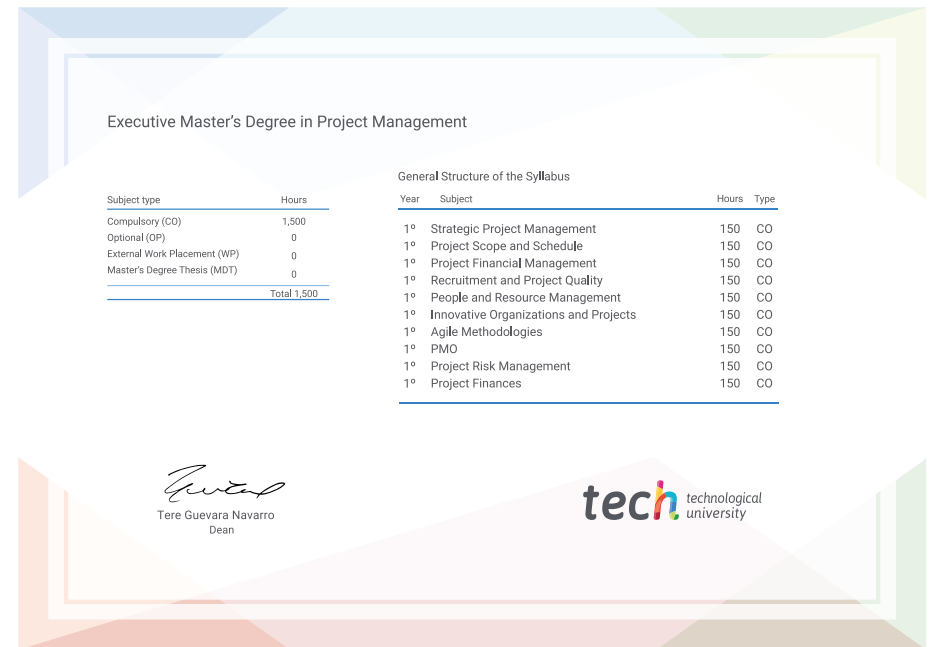 Executive Master's Degree in Project Management
Subject type Hours
Compulsory (CO) 1,500
Optional (OP) 0
External Work Placement (WP) 0
Master's Degree Thesis (MDT) 0
Total 1,500
General Structure of the Syllabus
Year Subject Hours Type
1º Strategic Project Management 150 CO
1º Project Scope and Schedule 150 CO
1º Project Financial Management 150 CO
1º Recruitment and Project Quality 150 CO
1º People and Resource Management 150 CO
1º Innovative Organizations and Projects 150 CO
1º Agile Methodologies 150 CO
1º PMO 150 CO
1º Project Risk Management 150 CO
1º Project Finances 150 CO
Tere Guevara Navarro
Dean
tech technological
university